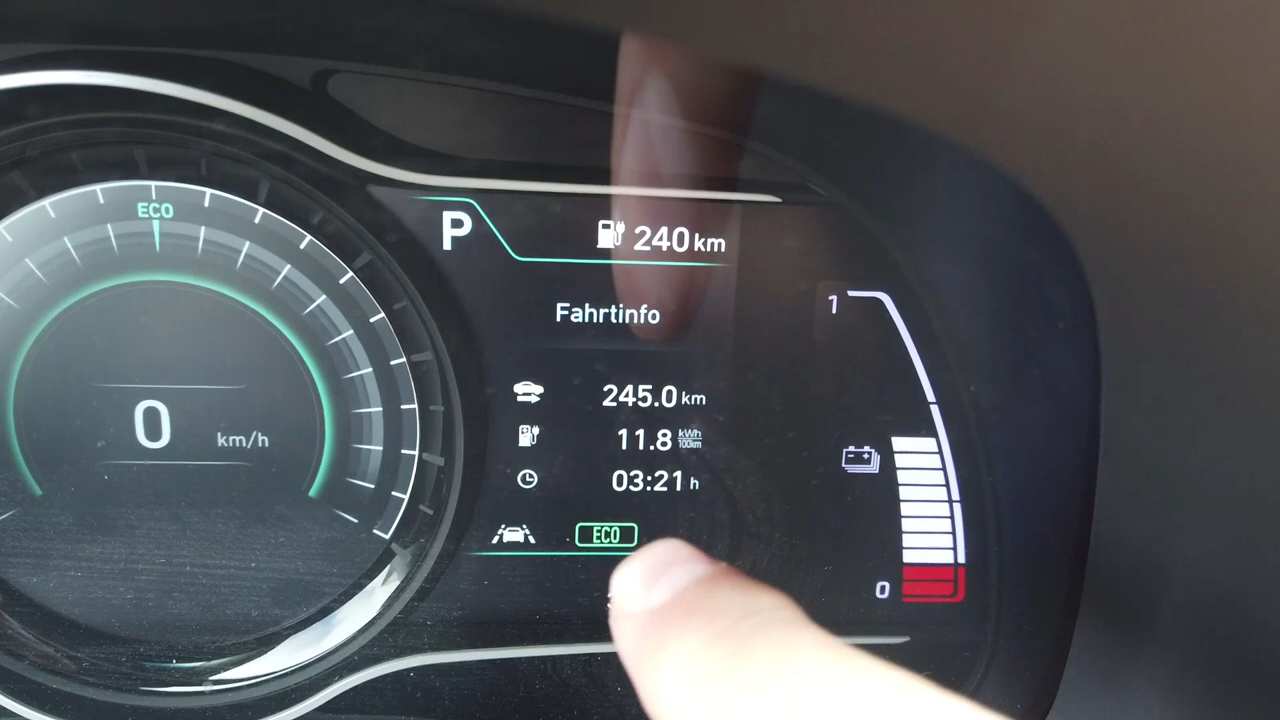 ECO
0 km/h
P
240 km
Fahrtinfo
245.0 km
11.8 kWh/100km
03:21 h
ECO
1
0